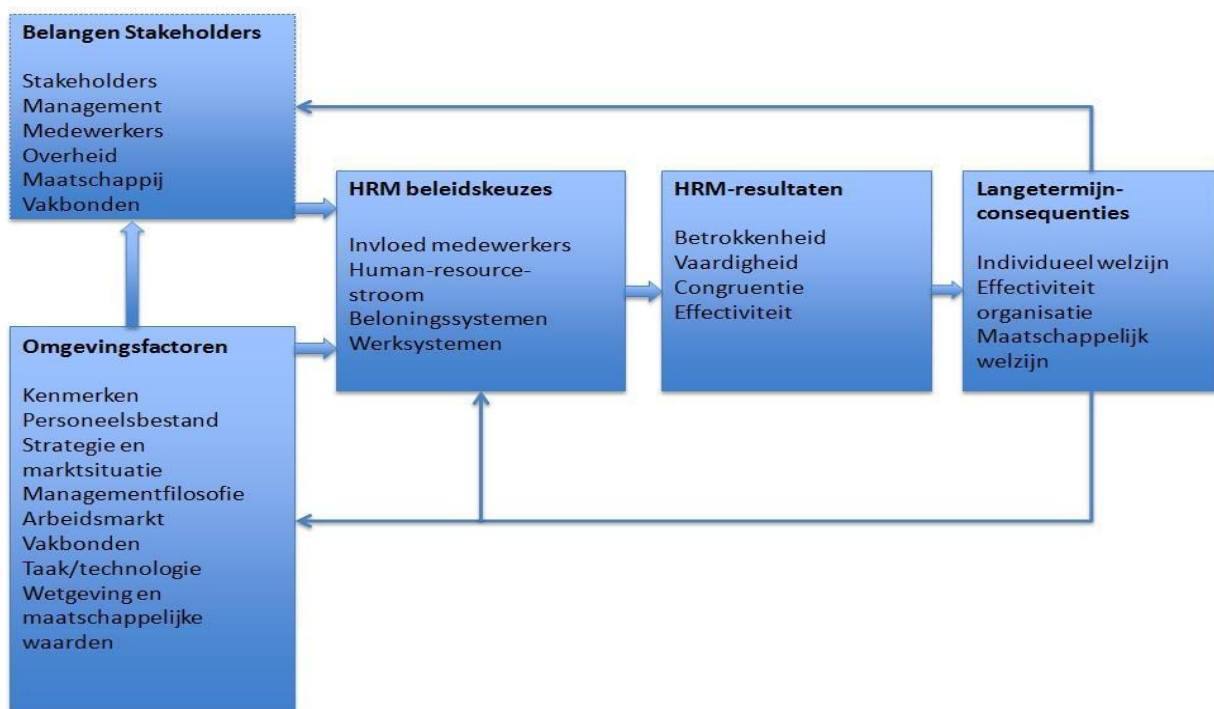 Belangen Stakeholders
Stakeholders
Management
Medewerkers
Overheid
Maatschappij
Vakbonden
Omgevingsfactoren
Kenmerken
Personeelsbestand
Strategie en
marktsituatie
Managementfilosofie
Arbeidsmarkt
Vakbonden
Taak/technologie
Wetgeving en
maatschappelijke
waarden
HRM beleidskeuzes
Invloed medewerkers
Human-resource-
stroom
Beloningssystemen
Werksystemen
HRM-resultaten
Betrokkenheid
Vaardigheid
Congruentie
Effectiviteit
Langetermijn-
consequenties
Individueel welzijn
Effectiviteit
organisatie
Maatschappelijk
welzijn